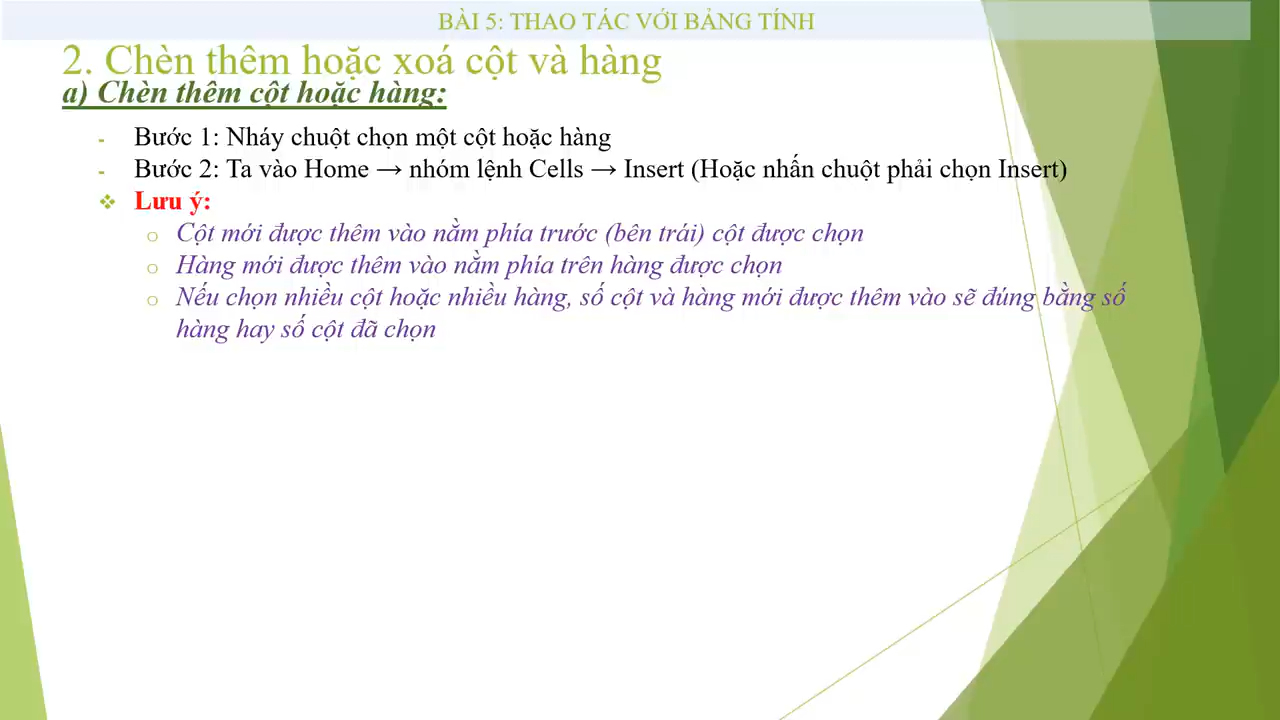 BÀI 5: THAO TÁC VỚI BẢNG TÍNH
2. Chèn thêm hoặc xoá cột và hàng
a) Chèn thêm cột hoặc hàng:
- Bước 1: Nháy chuột chọn một cột hoặc hàng
- Bước 2: Ta vào Home → nhóm lệnh Cells → Insert (Hoặc nhấn chuột phải chọn Insert)
❖ Lưu ý:
o Cột mới được thêm vào nằm phía trước (bên trái) cột được chọn
o Hàng mới được thêm vào nằm phía trên hàng được chọn
o Nếu chọn nhiều cột hoặc nhiều hàng, số cột và hàng mới được thêm vào sẽ đúng bằng số
hàng hay số cột đã chọn